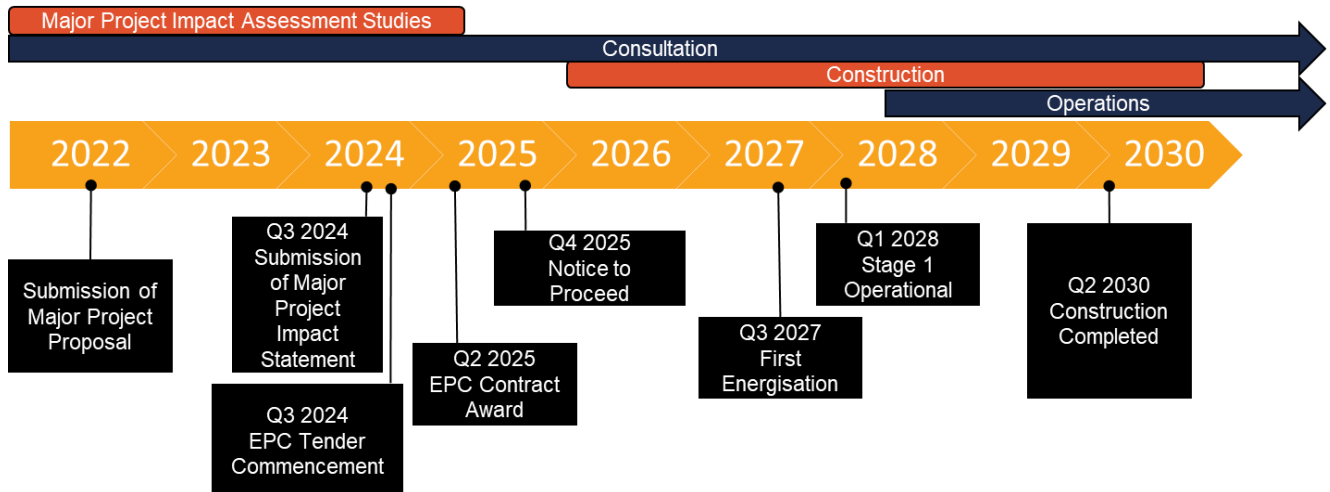 Major Project Impact Assessment Studies
Consultation
Construction
Operations
2022 2023 2024 2025 2026 2027 2028 2029 2030
Submission of
Major Project
Proposal
Q3 2024
Submission
of Major
Project
Impact
Statement
Q3 2024
EPC Tender
Commencement
Q2 2025
EPC Contract
Award
Q4 2025
Notice to
Proceed
Q3 2027
First
Energisation
Q1 2028
Stage 1
Operational
Q2 2030
Construction
Completed